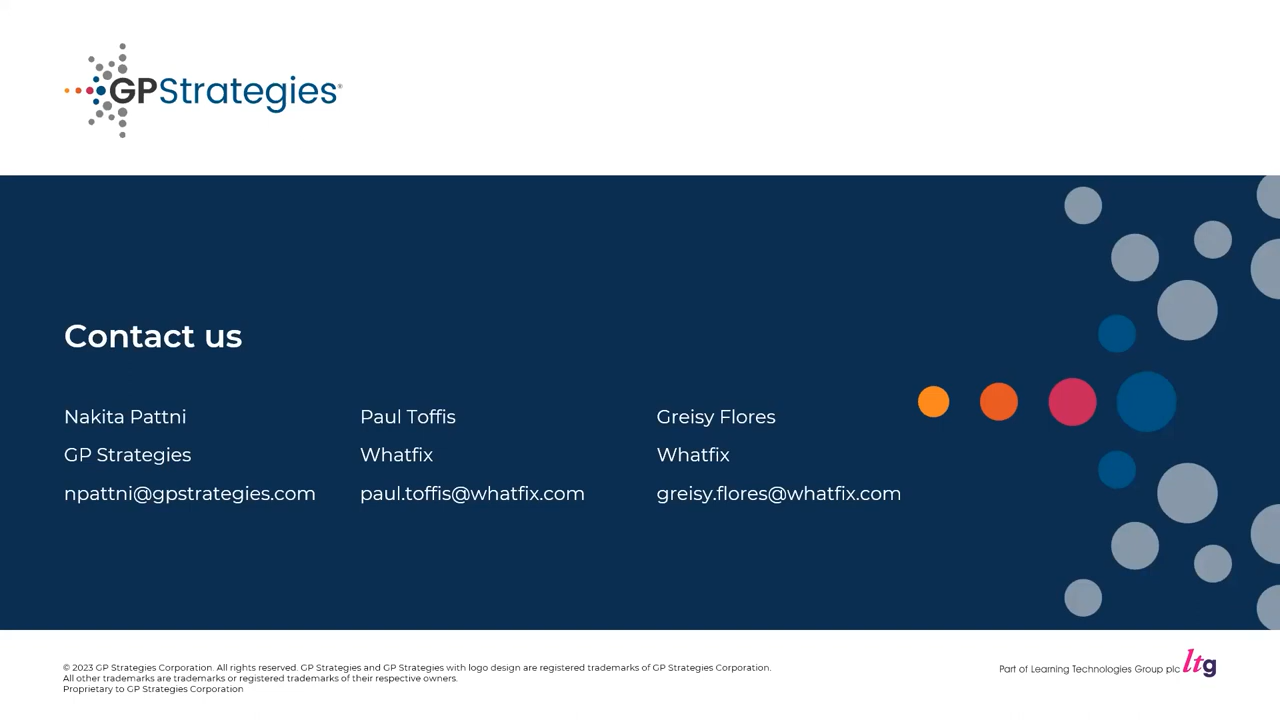 GPStrategies®
Contact us
Nakita Pattni
GP Strategies
npattni@gpstrategies.com
Paul Toffis
Whatfix
paul.toffis@whatfix.com
Greisy Flores
Whatfix
greisy.flores@whatfix.com
© 2023 GP Strategies Corporation. All rights reserved. GP Strategies and GP Strategies with logo design are registered trademarks of GP Strategies Corporation.
All other trademarks are trademarks or registered trademarks of their respective owners.
Proprietary to GP Strategies Corporation
Part of Learning Technologies Group plc ltg